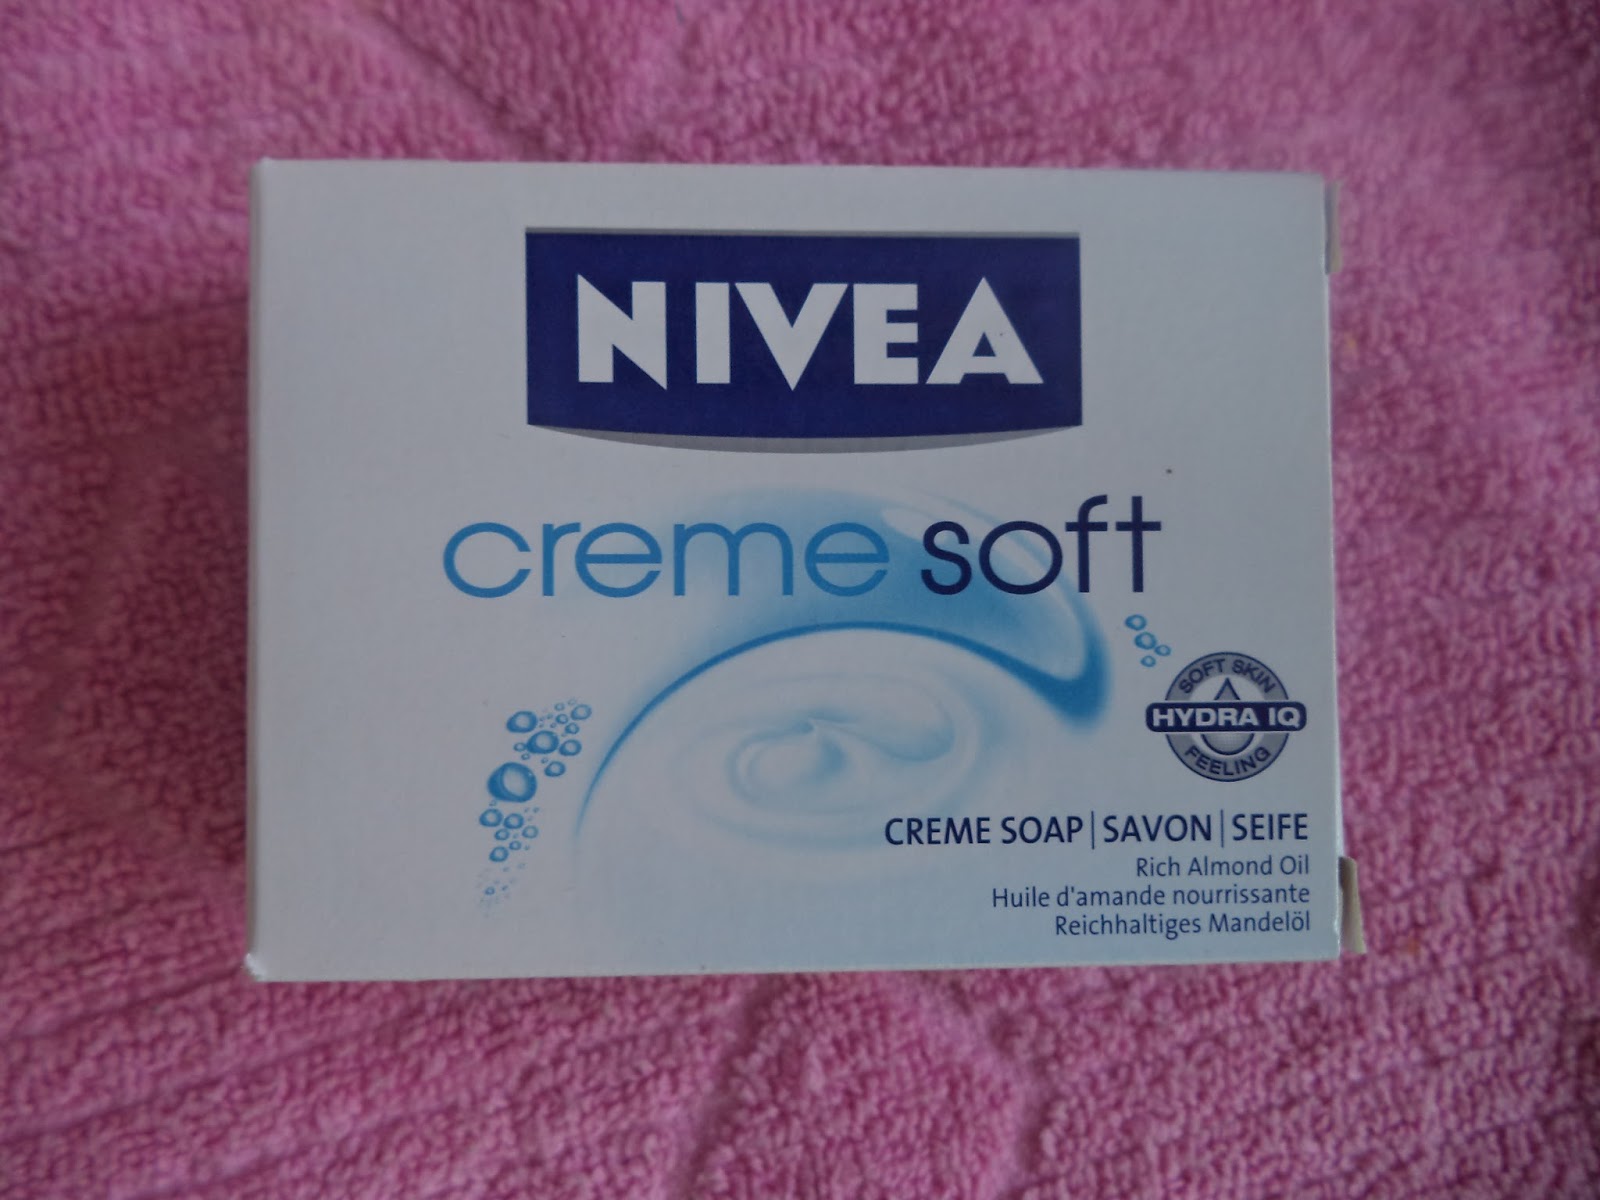 NIVEA
creme soft
SOFT SKIN
HYDRA IQ
FEELING
CREME SOAP|SAVON|SEIFE
Rich Almond Oil
Huile d'amande nourrissante
Reichhaltiges Mandelöl